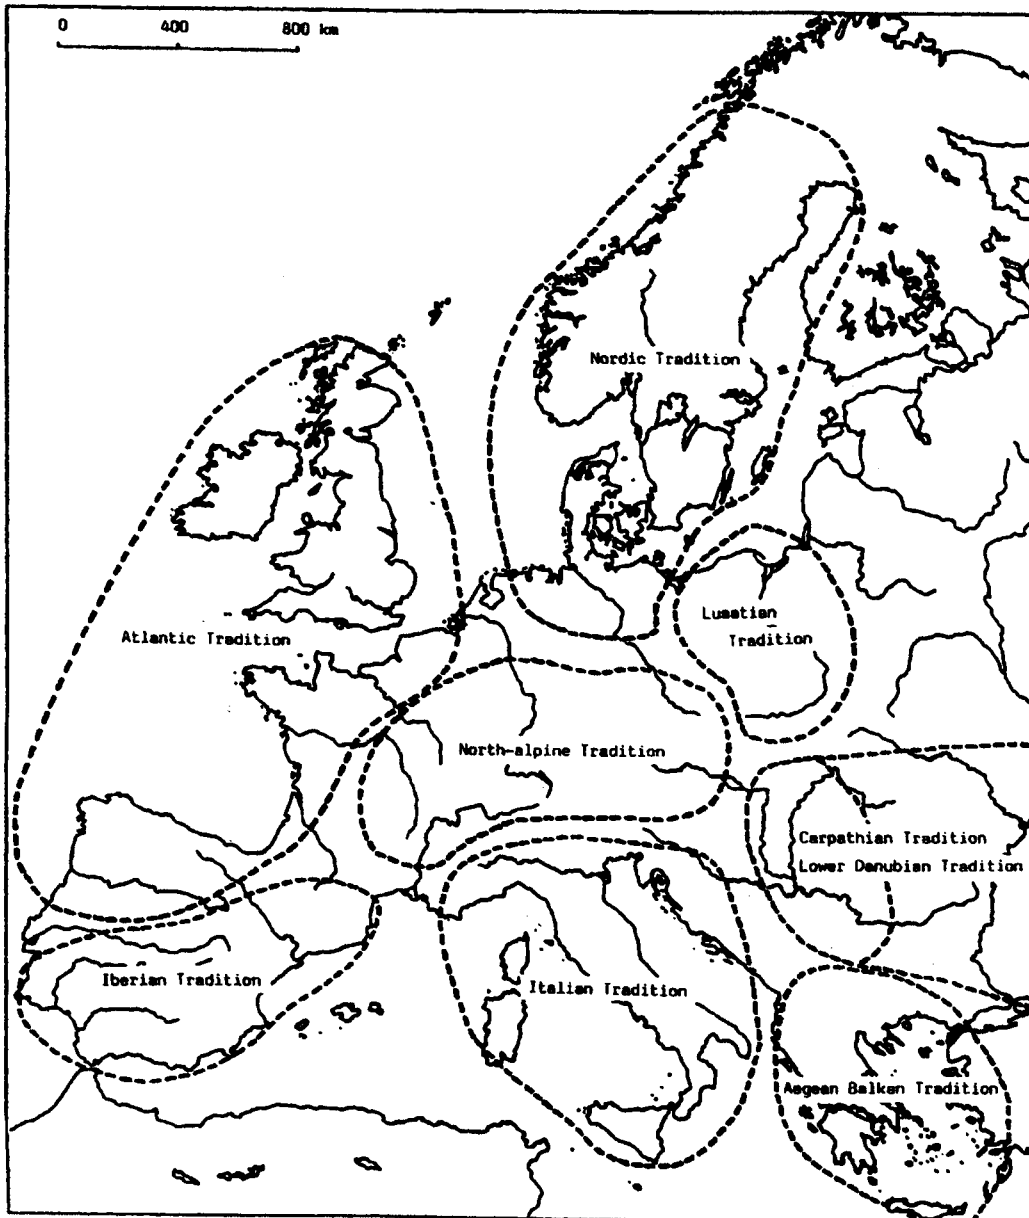 0 400 800 km
Nordic Tradition
Lusatian
Tradition
Atlantic Tradition
North-alpine Tradition
Carpathian Tradition
Lower Danubian Tradition
Iberian Tradition
Italian Tradition
Aegean Balkan Tradition